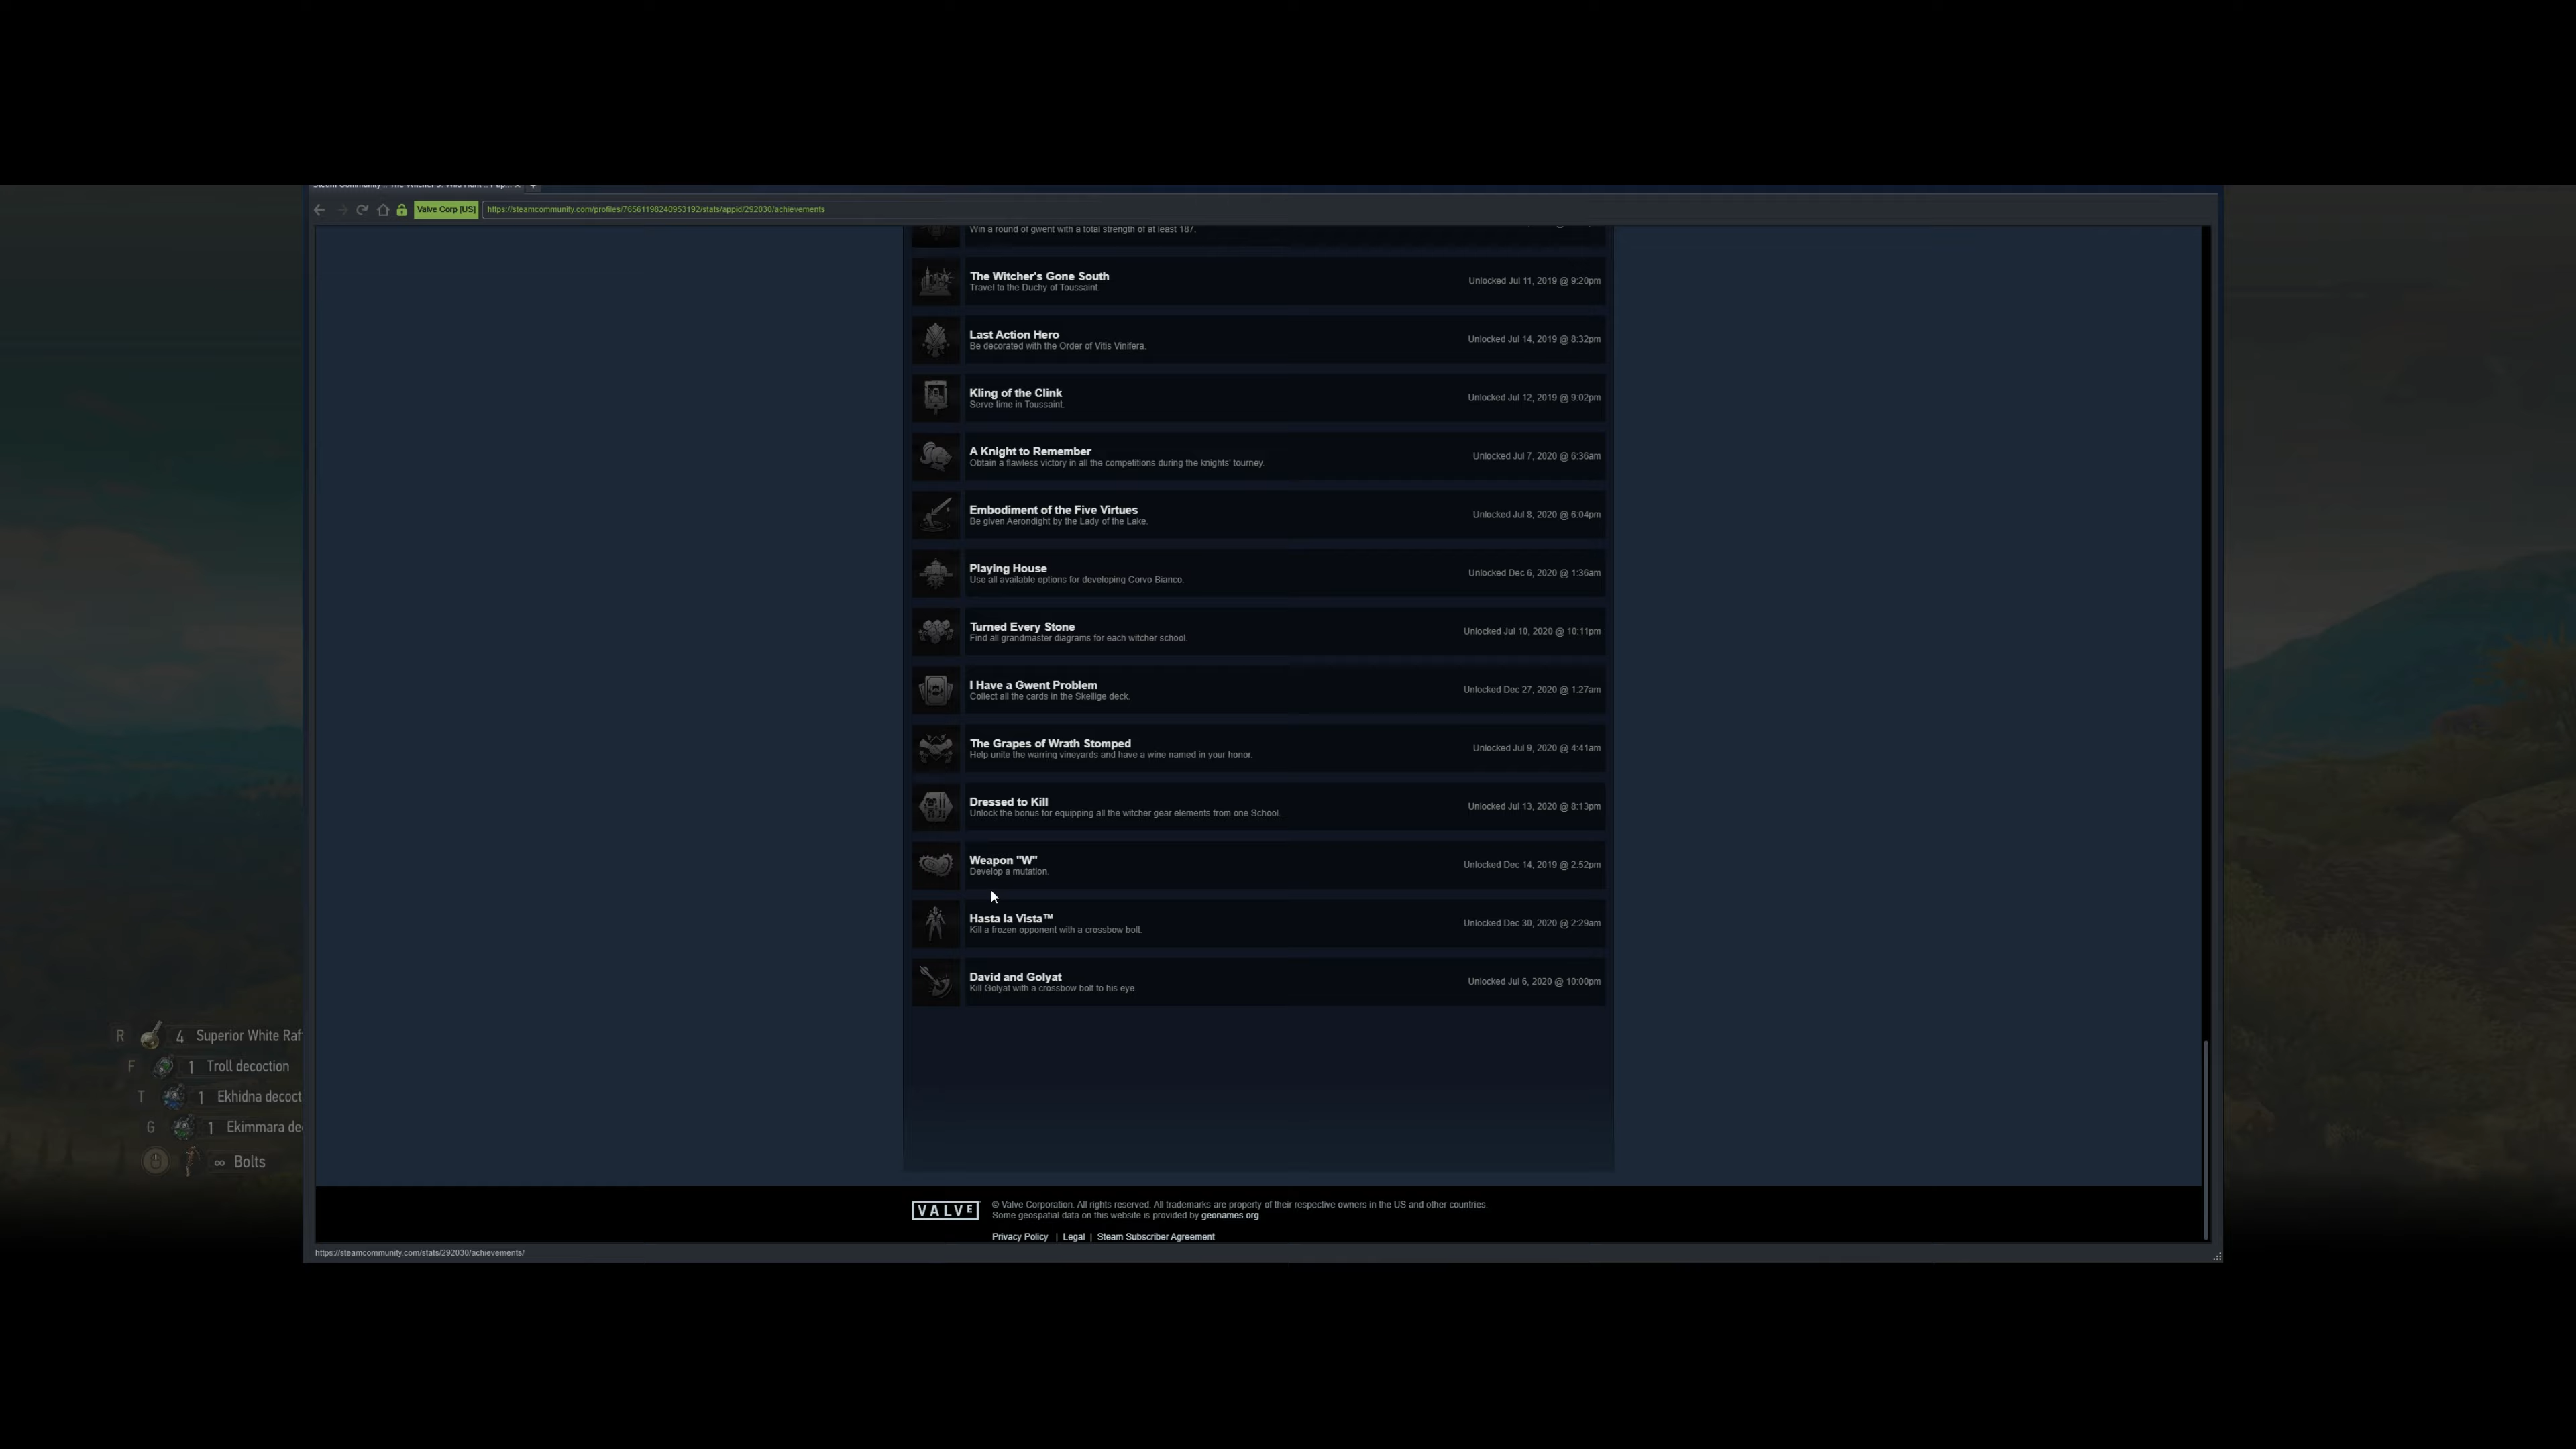 Valve Corp [US] https://steamcommunity.com/profiles/76561198240953192/stats/appid/292030/achievements
Win a round of gwent with a total strength of at least 187.
The Witcher's Gone South
Travel to the Duchy of Toussaint.
Unlocked Jul 11, 2019 @ 9:20pm
Last Action Hero
Be decorated with the Order of Vitis Vinifera.
Unlocked Jul 14, 2019 @ 8:32pm
Kling of the Clink
Serve time in Toussaint.
Unlocked Jul 12, 2019 @ 9:02pm
A Knight to Remember
Obtain a flawless victory in all the competitions during the knights' tourney.
Unlocked Jul 7, 2020 @ 6:36am
Embodiment of the Five Virtues
Be given Aerondight by the Lady of the Lake.
Unlocked Jul 8, 2020 @ 6:04pm
Playing House
Use all available options for developing Corvo Bianco.
Unlocked Dec 6, 2020 @ 1:36am
Turned Every Stone
Find all grandmaster diagrams for each witcher school.
Unlocked Jul 10, 2020 @ 10:11pm
I Have a Gwent Problem
Collect all the cards in the Skellige deck.
Unlocked Dec 27, 2020 @ 1:27am
The Grapes of Wrath Stomped
Help unite the warring vineyards and have a wine named in your honor.
Unlocked Jul 9, 2020 @ 4:41am
Dressed to Kill
Unlock the bonus for equipping all the witcher gear elements from one School.
Unlocked Jul 13, 2020 @ 8:13pm
Weapon "W"
Develop a mutation.
Unlocked Dec 14, 2019 @ 2:52pm
Hasta la Vista™
Kill a frozen opponent with a crossbow bolt.
Unlocked Dec 30, 2020 @ 2:29am
David and Golyat
Kill Golyat with a crossbow bolt to his eye.
Unlocked Jul 6, 2020 @ 10:00pm
R 4 Superior White Raf
F 1 Troll decoction
T 1 Ekhidna decoct
G 1 Ekimmara de
∞ Bolts
VALVE
© Valve Corporation. All rights reserved. All trademarks are property of their respective owners in the US and other countries.
Some geospatial data on this website is provided by geonames.org.
Privacy Policy | Legal | Steam Subscriber Agreement
https://steamcommunity.com/stats/292030/achievements/